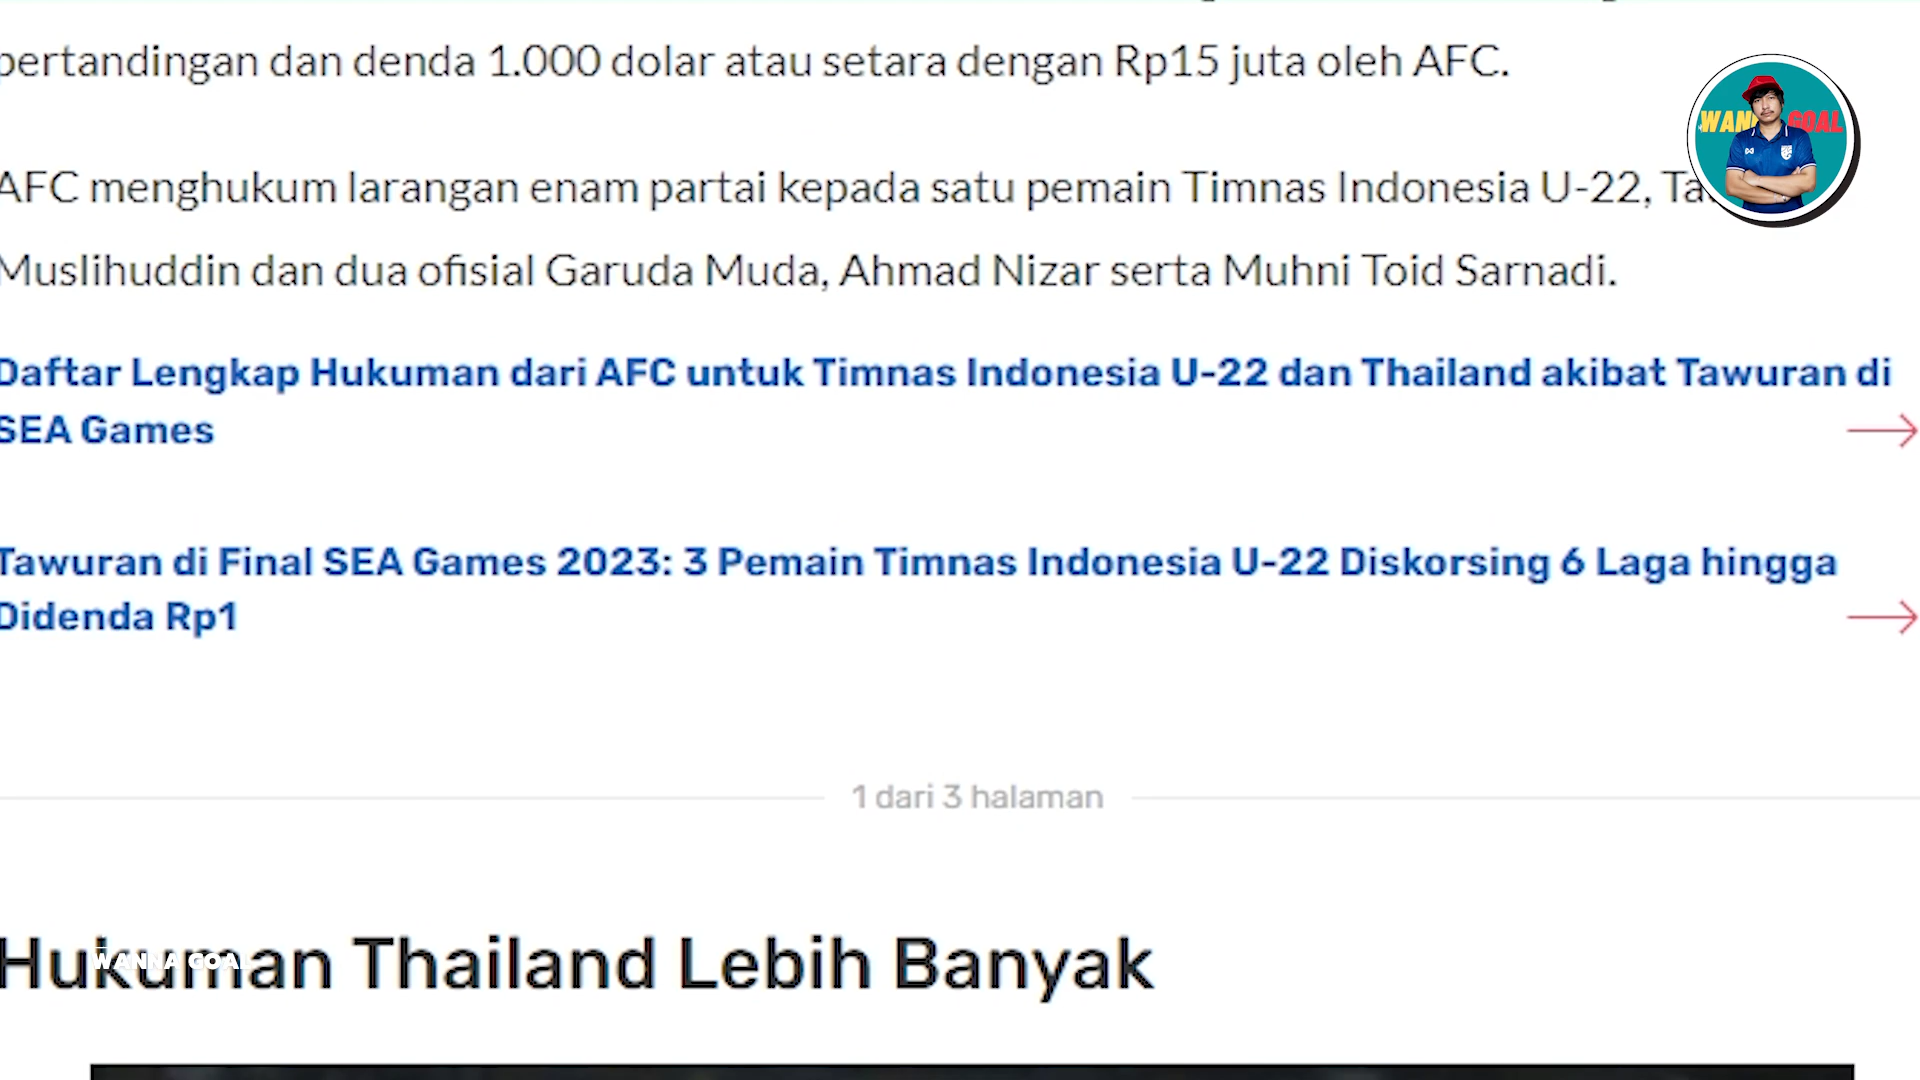 pertandingan dan denda 1.000 dolar atau setara dengan Rp15 juta oleh AFC.
WANNA GOAL
AFC menghukum larangan enam partai kepada satu pemain Timnas Indonesia U-22,
Muslihuddin dan dua ofisial Garuda Muda, Ahmad Nizar serta Muhni Toid Sarnadi.
Daftar Lengkap Hukuman dari AFC untuk Timnas Indonesia U-22 dan Thailand akibat Tawuran di
SEA Games
Tawuran di Final SEA Games 2023: 3 Pemain Timnas Indonesia U-22 Diskorsing 6 Laga hingga
Didenda Rp1
1 dari 3 halaman
Hukuman Thailand Lebih Banyak
WANNA GOAL